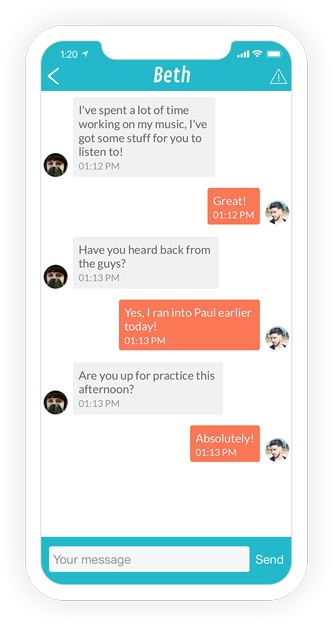 1:20
Beth
I've spent a lot of time
working on my music, I've
got some stuff for you to
listen to!
01:12 PM
Great!
01:12 PM
Have you heard back from
the guys?
01:13 PM
Yes, I ran into Paul earlier
today!
01:13 PM
Are you up for practice this
afternoon?
01:13 PM
Absolutely!
01:13 PM
Your message
Send